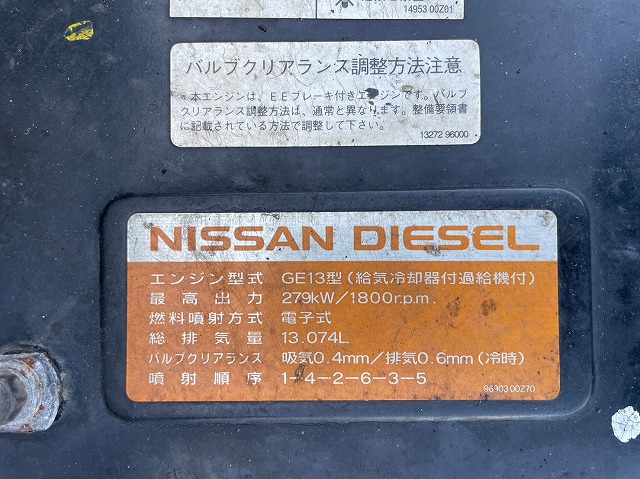 14953 00Z01
バルブクリアランス調整方法注意
本エンジンは、EEブレーキ付きエンジンです。バルブ
クリアランス調整方法は、通常と異なります。整備要領書
に記載されている方法で調整して下さい。
13272 96000
NISSAN DIESEL
エンジン型式 GE13型(給気冷却器付過給機付)
最高出力 279kW/1800r.p.m.
燃料噴射方式 電子式
総排気量 13.074L
バルブクリアランス 吸気0.4mm/排気0.6mm(冷時)
噴射順序 1-4-2-6-3-5
96903 00Z70